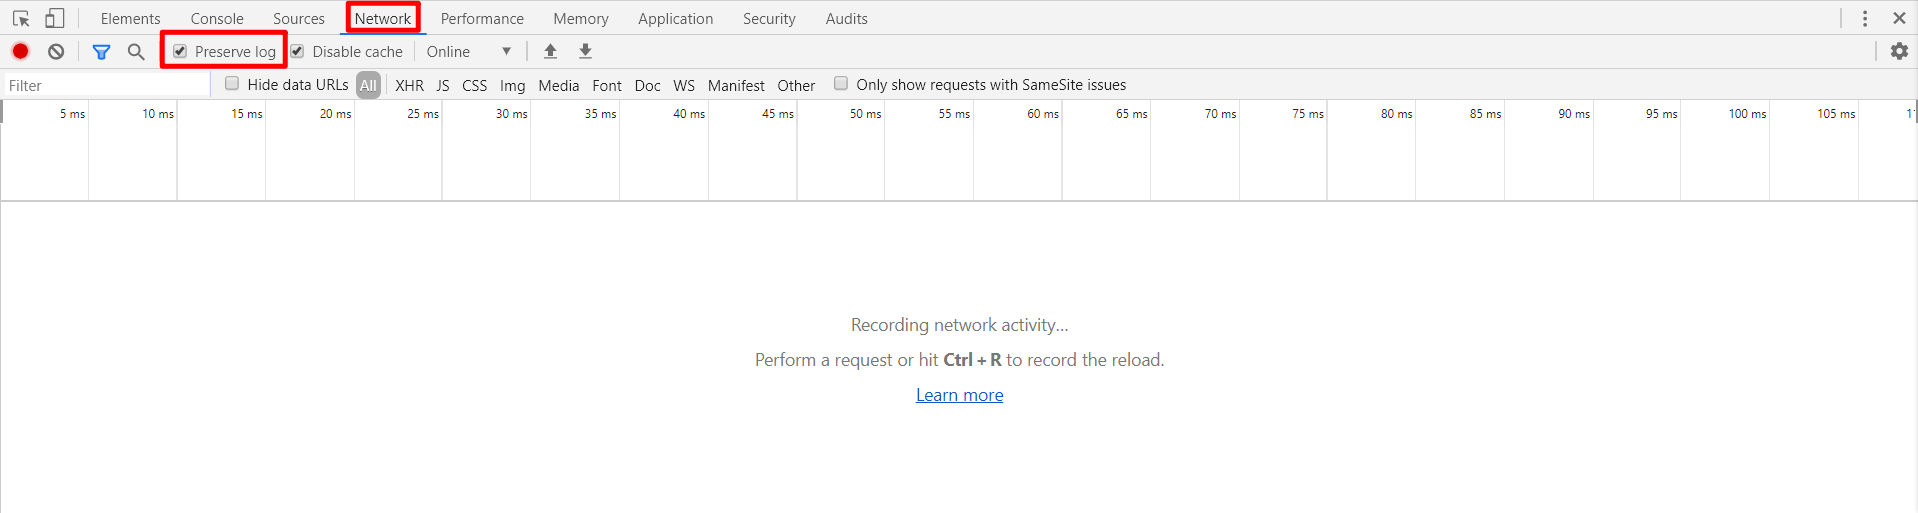 Elements Console Sources Network Performance Memory Application Security Audits
Preserve log Disable cache Online
Filter Hide data URLs All XHR JS CSS Img Media Font Doc WS Manifest Other Only show requests with SameSite issues
5 ms 10 ms 15 ms 20 ms 25 ms 30 ms 35 ms 40 ms 45 ms 50 ms 55 ms 60 ms 65 ms 70 ms 75 ms 80 ms 85 ms 90 ms 95 ms 100 ms 105 ms
Recording network activity...
Perform a request or hit Ctrl + R to record the reload.
Learn more